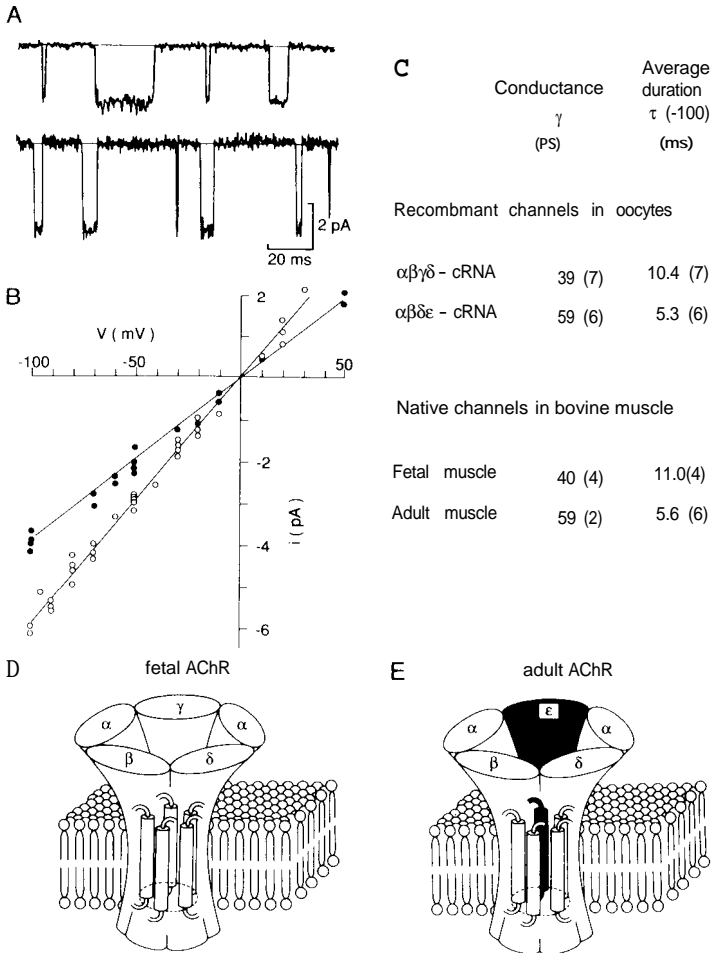 A
2 pA
20 ms
B
V ( mV )
-100
-50
50
2
-2
-4
-6
i ( pA )
C
Conductance
γ
(PS)
Average
duration
τ (-100)
(ms)
Recombmant channels in oocytes
αβγδ - cRNA 39 (7) 10.4 (7)
αβδε - cRNA 59 (6) 5.3 (6)
Native channels in bovine muscle
Fetal muscle 40 (4) 11.0(4)
Adult muscle 59 (2) 5.6 (6)
D
fetal AChR
γ
α
α
β
δ
E
adult AChR
ε
α
α
β
δ